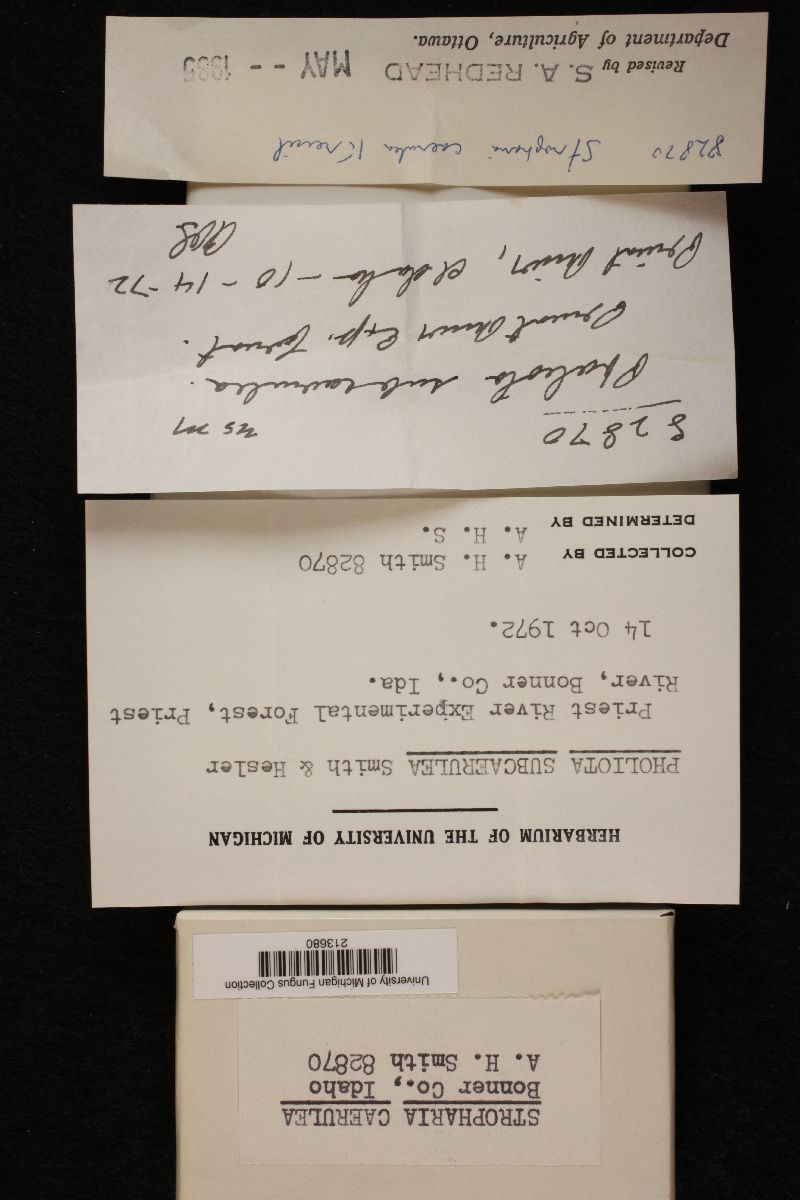 STROPHARIA CAERULEA
Bonner Co., Idaho
A. H. Smith 82870
University of Michigan Fungus Collection
213680
HERBARIUM OF THE UNIVERSITY OF MICHIGAN
PHOLIOTA SUBCAERULEA Smith & Hesler
Priest River Experimental Forest, Priest
River, Bonner Co., Ida.
14 Oct 1972.
COLLECTED BY A. H. Smith 82870
DETERMINED BY A. H. S.
82870 usm
Pholiota subcaerulea.
Priest River Exp. Forest.
Priest River, Idaho - 10 - 14 - 72
AHS
82870 Stropharia caerulea Kreisel
Revised by S. A. REDHEAD MAY -- 1985
Department of Agriculture, Ottawa.